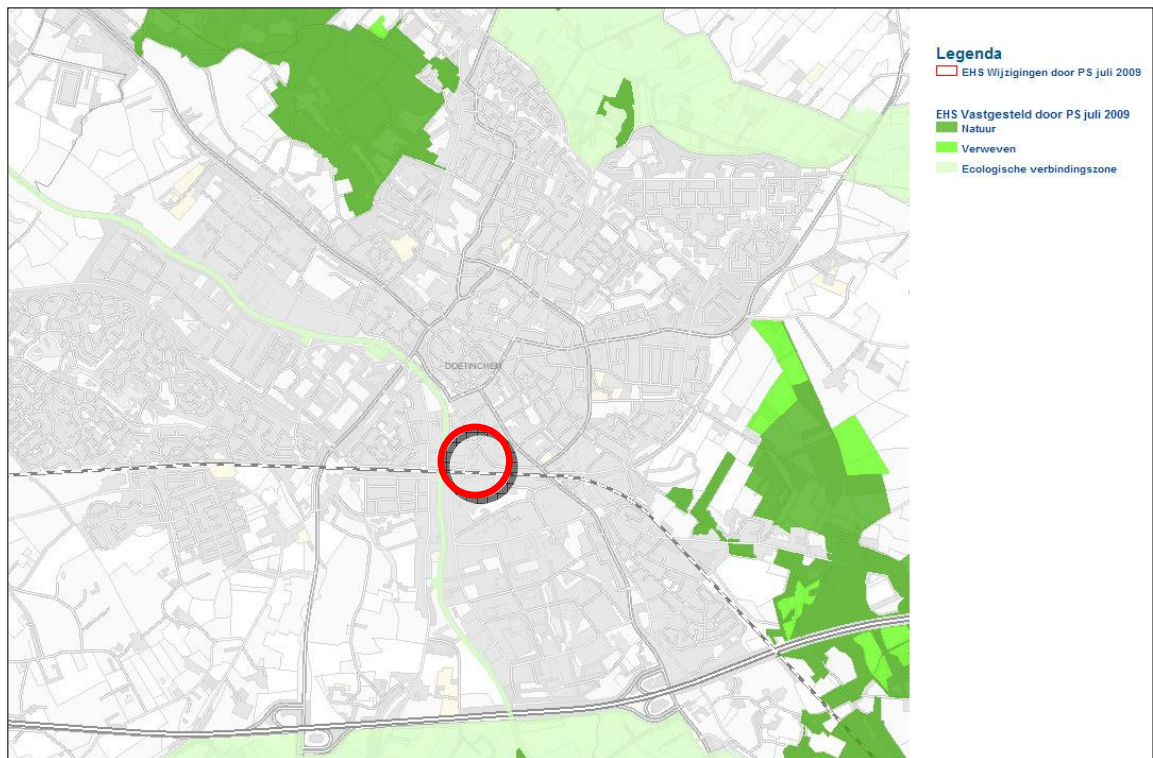 Legenda
EHS Wijzigingen door PS juli 2009
EHS Vastgesteld door PS juli 2009
Natuur
Verweven
Ecologische verbindingszone
DOETINCHEM